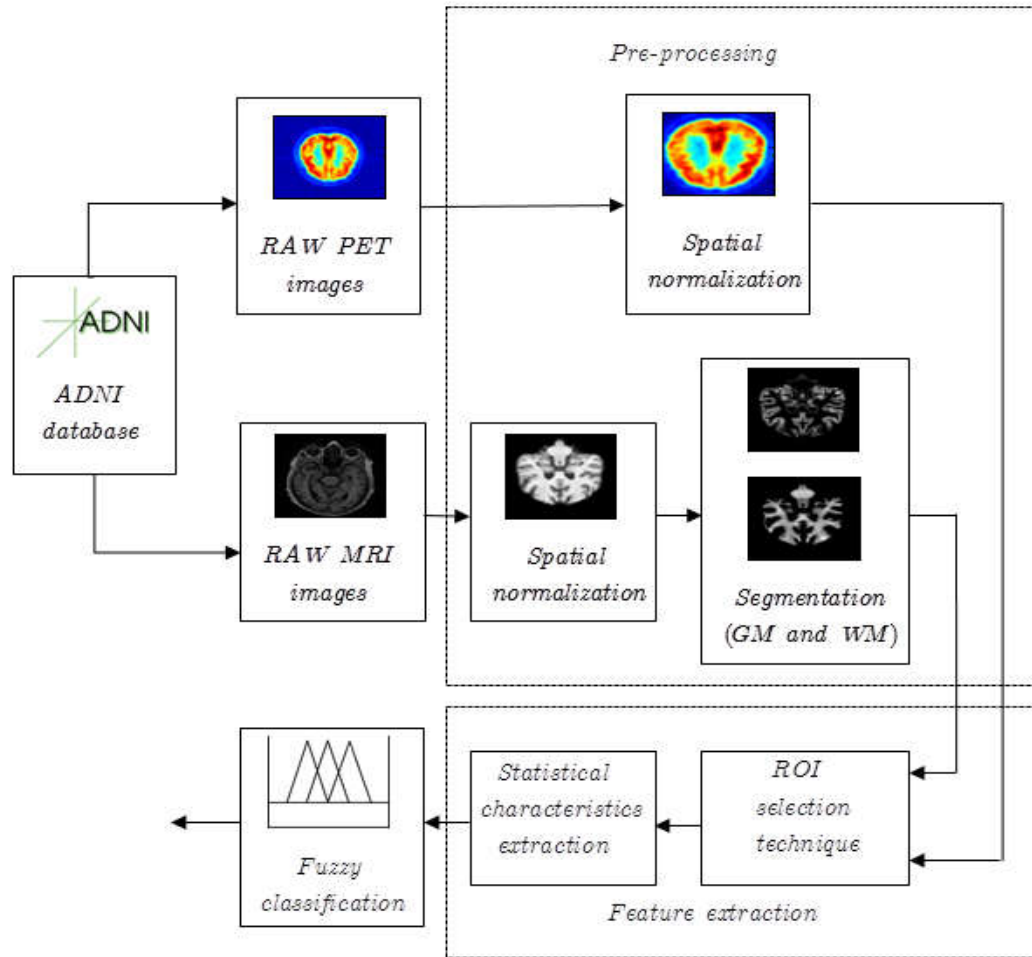 Pre-processing
RAW PET
images
Spatial
normalization
ADNI
ADNI
database
RAW MRI
images
Spatial
normalization
Segmentation
(GM and WM)
Fuzzy
classification
Statistical
characteristics
extraction
ROI
selection
technique
Feature extraction